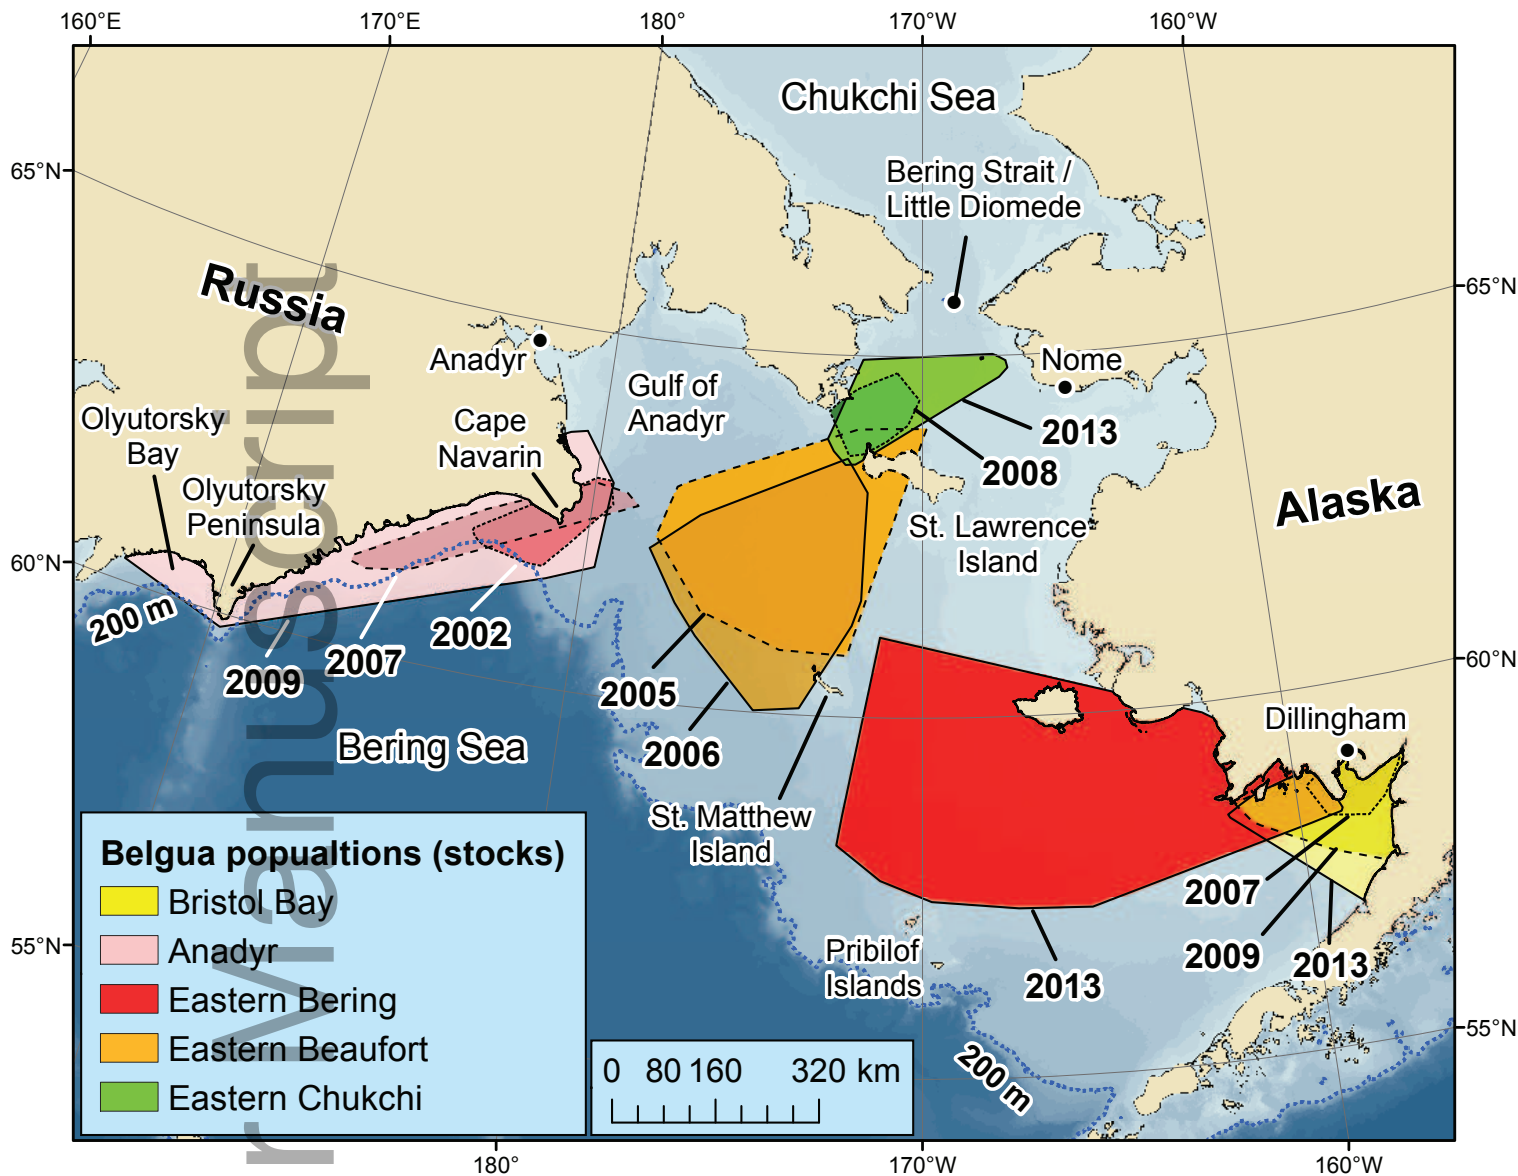 160°E
170°E
180°
170°W
160°W
Chukchi Sea
Bering Strait /
Little Diomede
65°N
65°N
Russia
Anadyr
Nome
Gulf of
Anadyr
Olyutorsky
Bay
Cape
Navarin
2013
2008
Olyutorsky
Peninsula
Alaska
St. Lawrence
Island
60°N
60°N
200 m
2009
2007
2002
2005
2006
Dillingham
Bering Sea
St. Matthew
Island
2007
2009
2013
Pribilof
Islands
2013
55°N
55°N
200 m
Belgua popualtions (stocks)
Bristol Bay
Anadyr
Eastern Bering
Eastern Beaufort
Eastern Chukchi
0 80 160 320 km
180°
170°W
160°W
r Manuscript